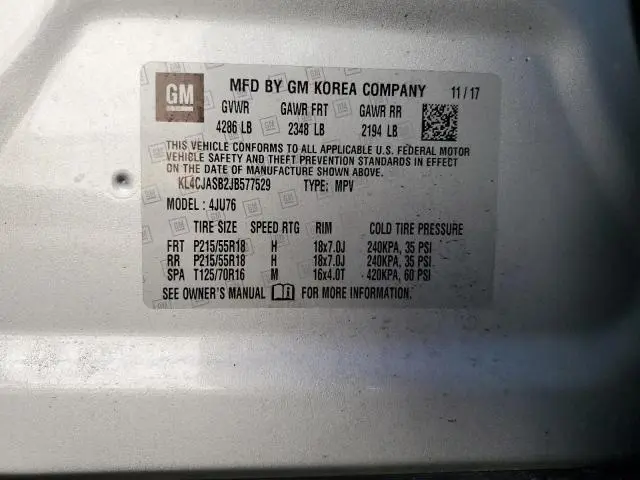 GM
MFD BY GM KOREA COMPANY 11/17
GVWR GAWR FRT GAWR RR
4286 LB 2348 LB 2194 LB
THIS VEHICLE CONFORMS TO ALL APPLICABLE U.S. FEDERAL MOTOR
VEHICLE SAFETY AND THEFT PREVENTION STANDARDS IN EFFECT
ON THE DATE OF MANUFACTURE SHOWN ABOVE.
KL4CJASB2JB577529 TYPE: MPV
MODEL : 4JU76
TIRE SIZE SPEED RTG RIM COLD TIRE PRESSURE
FRT P215/55R18 H 18x7.0J 240KPA, 35 PSI
RR P215/55R18 H 18x7.0J 240KPA, 35 PSI
SPA T125/70R16 M 16x4.0T 420KPA, 60 PSI
SEE OWNER'S MANUAL FOR MORE INFORMATION.